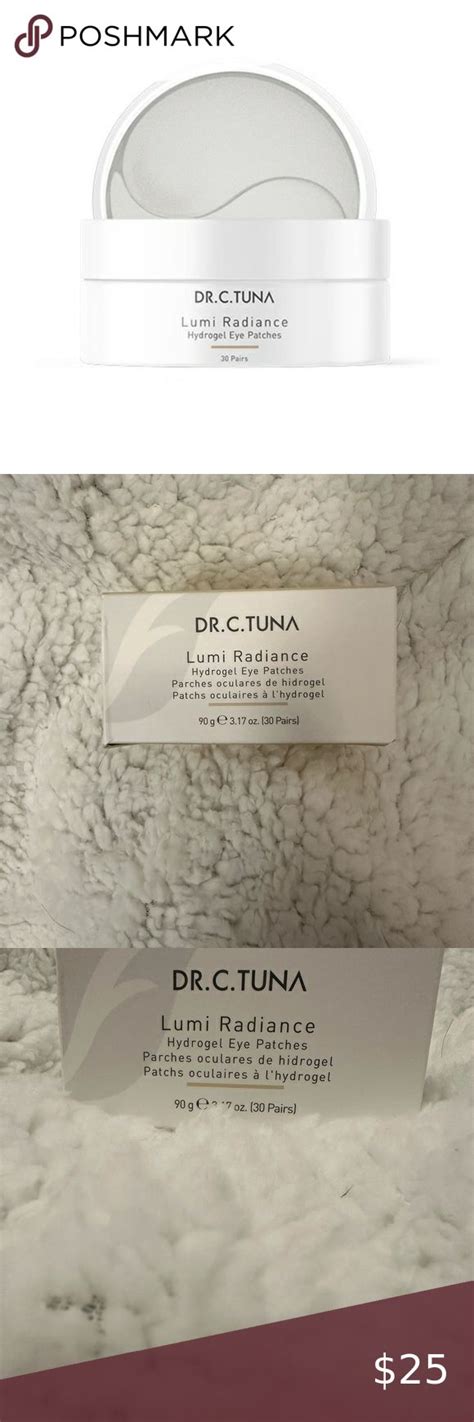 POSHMARK
DR.C.TUNA
Lumi Radiance
Hydrogel Eye Patches
30 Pairs
DR.C.TUNA
Lumi Radiance
Hydrogel Eye Patches
Parches oculares de hidrogel
Patchs oculaires à l'hydrogel
90 g ℮ 3.17 oz. (30 Pairs)
DR.C.TUNA
Lumi Radiance
Hydrogel Eye Patches
Parches oculares de hidrogel
Patchs oculaires à l'hydrogel
90 g ℮ oz. (30 Pairs)
$25